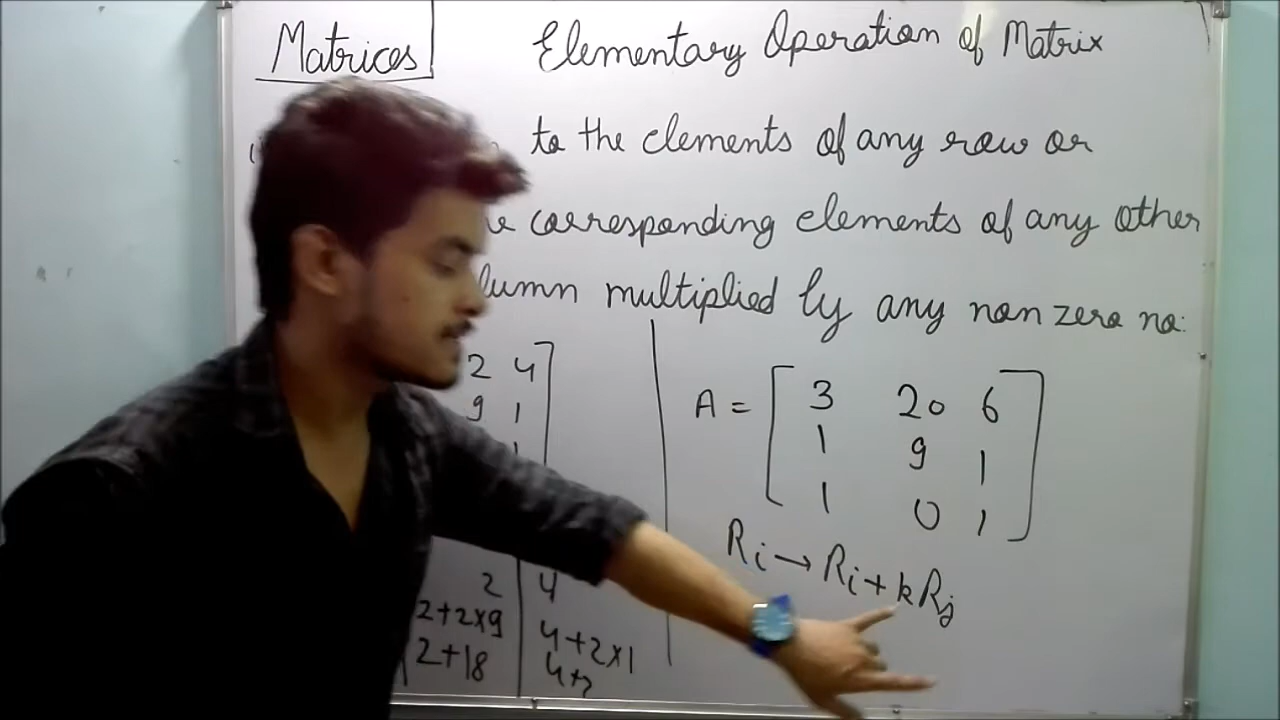 Matrices
Elementary Operation of Matrix
to the elements of any row or
corresponding elements of any other
lumn multiplied by any non zero no:
2 4
9 1
A = [ 3 20 6
1 9 1
1 0 1 ]
Ri → Ri + kRj
2 | 4
2+2×9 | 4+2×1
2+18 | 4+2